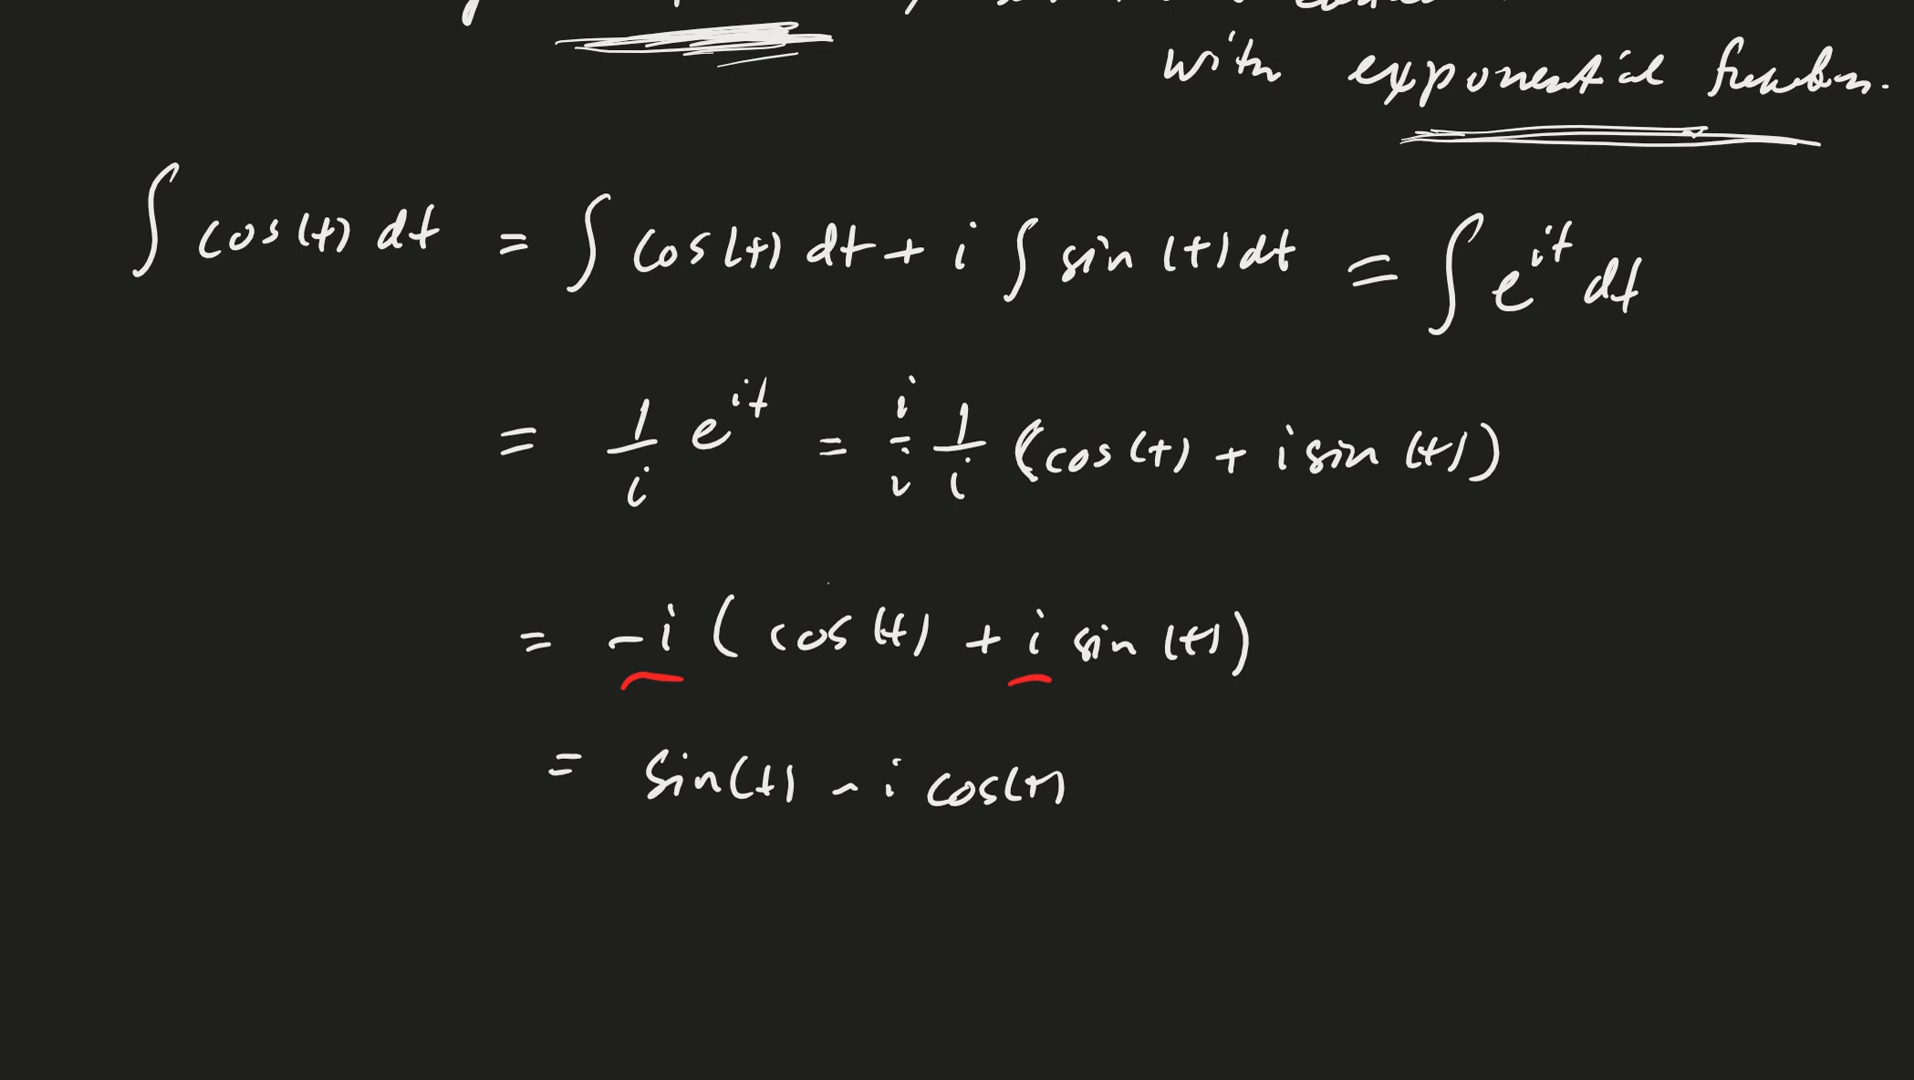 with exponential function.
∫ cos(t) dt = ∫ cos(t) dt + i ∫ sin(t) dt = ∫ e^{it} dt
= 1/i e^{it} = i/i 1/i (cos(t) + i sin(t))
= -i (cos(t) + i sin(t))
= sin(t) - i cos(t)